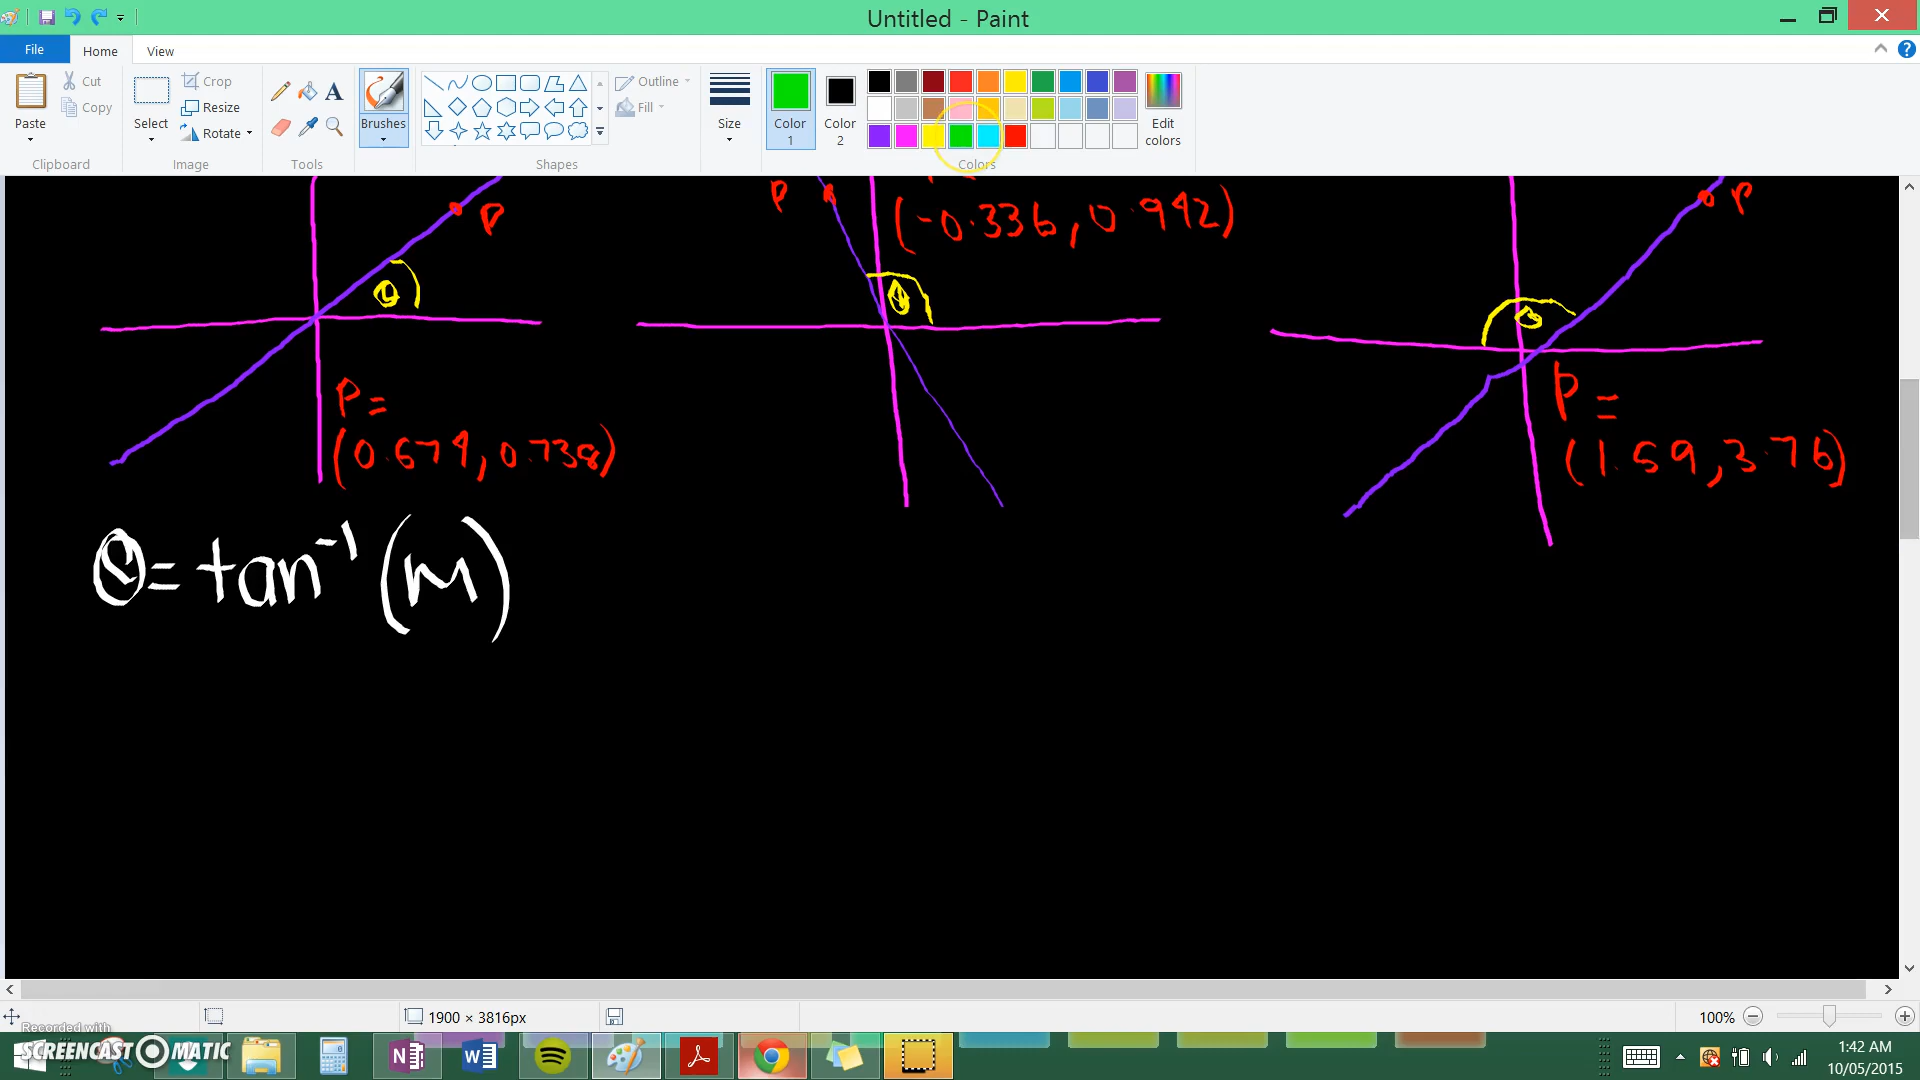 Untitled - Paint
File
Home
View
Cut
Copy
Paste
Clipboard
Select
Crop
Resize
Rotate
Image
A
Tools
Brushes
Outline
Fill
Shapes
Size
Color 1
Color 2
Edit colors
Colors
P
P
(-0.336, 0.942)
P
θ
θ
θ
P =
(0.674, 0.738)
P =
(1.59, 3.76)
θ = tan⁻¹ (m)
1900 × 3816px
100%
Recorded with
SCREENCAST MATIC
1:42 AM
10/05/2015